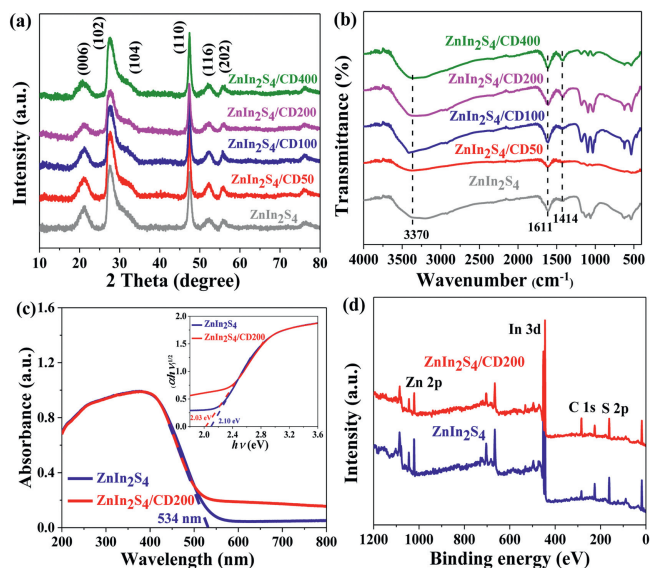 (a)
(006)
(102)
(104)
(110)
(116)
(202)
ZnIn2S4/CD400
ZnIn2S4/CD200
ZnIn2S4/CD100
ZnIn2S4/CD50
ZnIn2S4
Intensity (a.u.)
10 20 30 40 50 60 70 80
2 Theta (degree)
(b)
ZnIn2S4/CD400
ZnIn2S4/CD200
ZnIn2S4/CD100
ZnIn2S4/CD50
ZnIn2S4
3370
1611
1414
Transmittance (%)
4000 3500 3000 2500 2000 1500 1000 500
Wavenumber (cm-1)
(c)
1.8
1.5
1.2
0.9
0.6
0.3
0.0
Absorbance (a.u.)
ZnIn2S4
ZnIn2S4/CD200
534 nm
200 300 400 500 600 700 800
Wavelength (nm)
2.0
1.5
1.0
0.5
0.0
(αhν)1/2
ZnIn2S4
ZnIn2S4/CD200
2.03 eV
2.10 eV
2.0 2.4 2.8 3.2 3.6
hν (eV)
(d)
In 3d
ZnIn2S4/CD200
Zn 2p
C 1s
S 2p
ZnIn2S4
Intensity (a.u.)
1200 1000 800 600 400 200 0
Binding energy (eV)